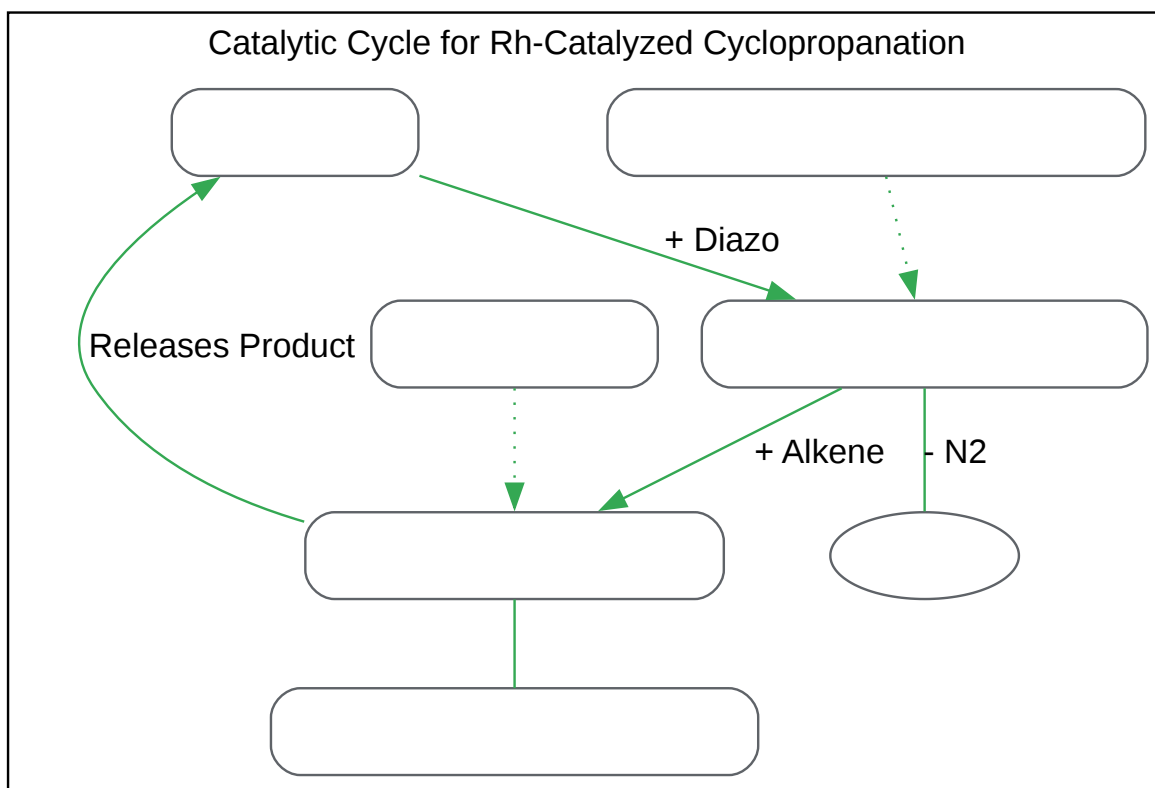 Catalytic Cycle for Rh-Catalyzed Cyclopropanation
+ Diazo
Releases Product
+ Alkene
- N2